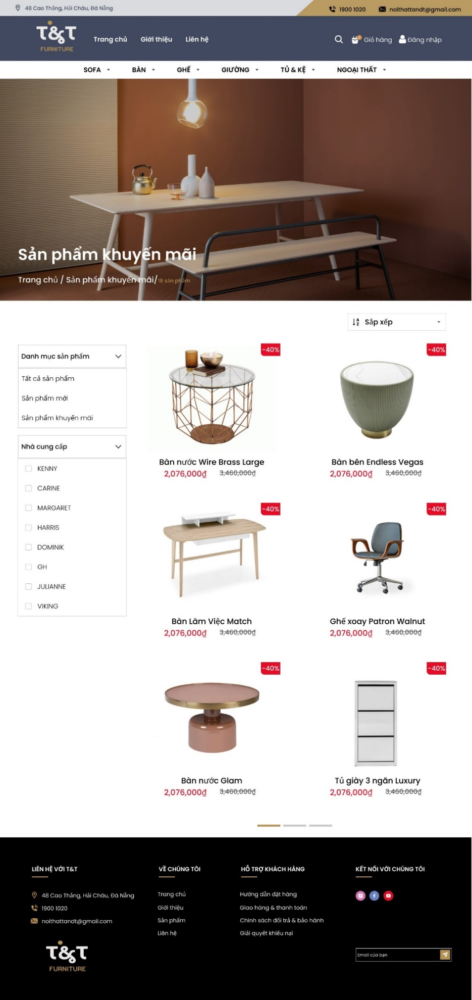 48 Cao Thắng, Hải Châu, Đà Nẵng
1900 1020
noithattandt@gmail.com
T&T
FURNITURE
Trang chủ
Giới thiệu
Liên hệ
Giỏ hàng
Đăng nhập
SOFA
BÀN
GHẾ
GIƯỜNG
TỦ & KỆ
NGOẠI THẤT
Sản phẩm khuyến mãi
Trang chủ / Sản phẩm khuyến mãi/18 sản phẩm
Sắp xếp
Danh mục sản phẩm
Tất cả sản phẩm
Sản phẩm mới
Sản phẩm khuyến mãi
Nhà cung cấp
KENNY
CARINE
MARGARET
HARRIS
DOMINIK
GH
JULIANNE
VIKING
-40%
Bàn nước Wire Brass Large
2,076,000₫ 3,460,000₫
-40%
Bàn bên Endless Vegas
2,076,000₫ 3,460,000₫
-40%
Bàn Làm Việc Match
2,076,000₫ 3,460,000₫
-40%
Ghế xoay Patron Walnut
2,076,000₫ 3,460,000₫
-40%
Bàn nước Glam
2,076,000₫ 3,460,000₫
-40%
Tủ giày 3 ngăn Luxury
2,076,000₫ 3,460,000₫
LIÊN HỆ VỚI T&T
48 Cao Thắng, Hải Châu, Đà Nẵng
1900 1020
noithattandt@gmail.com
T&T
FURNITURE
VỀ CHÚNG TÔI
Trang chủ
Giới thiệu
Sản phẩm
Liên hệ
HỖ TRỢ KHÁCH HÀNG
Hướng dẫn đặt hàng
Giao hàng & thanh toán
Chính sách đổi trả & bảo hành
Giải quyết khiếu nại
KẾT NỐI VỚI CHÚNG TÔI
Email của bạn